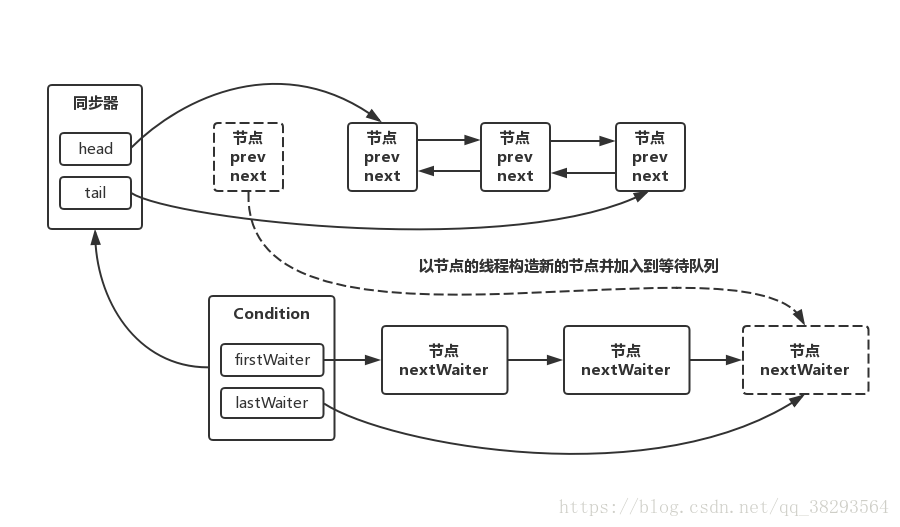 同步器
head
tail
节点
prev
next
节点
prev
next
节点
prev
next
节点
prev
next
以节点的线程构造新的节点并加入到等待队列
Condition
firstWaiter
lastWaiter
节点
nextWaiter
节点
nextWaiter
节点
nextWaiter
https://blog.csdn.net/qq_38293564